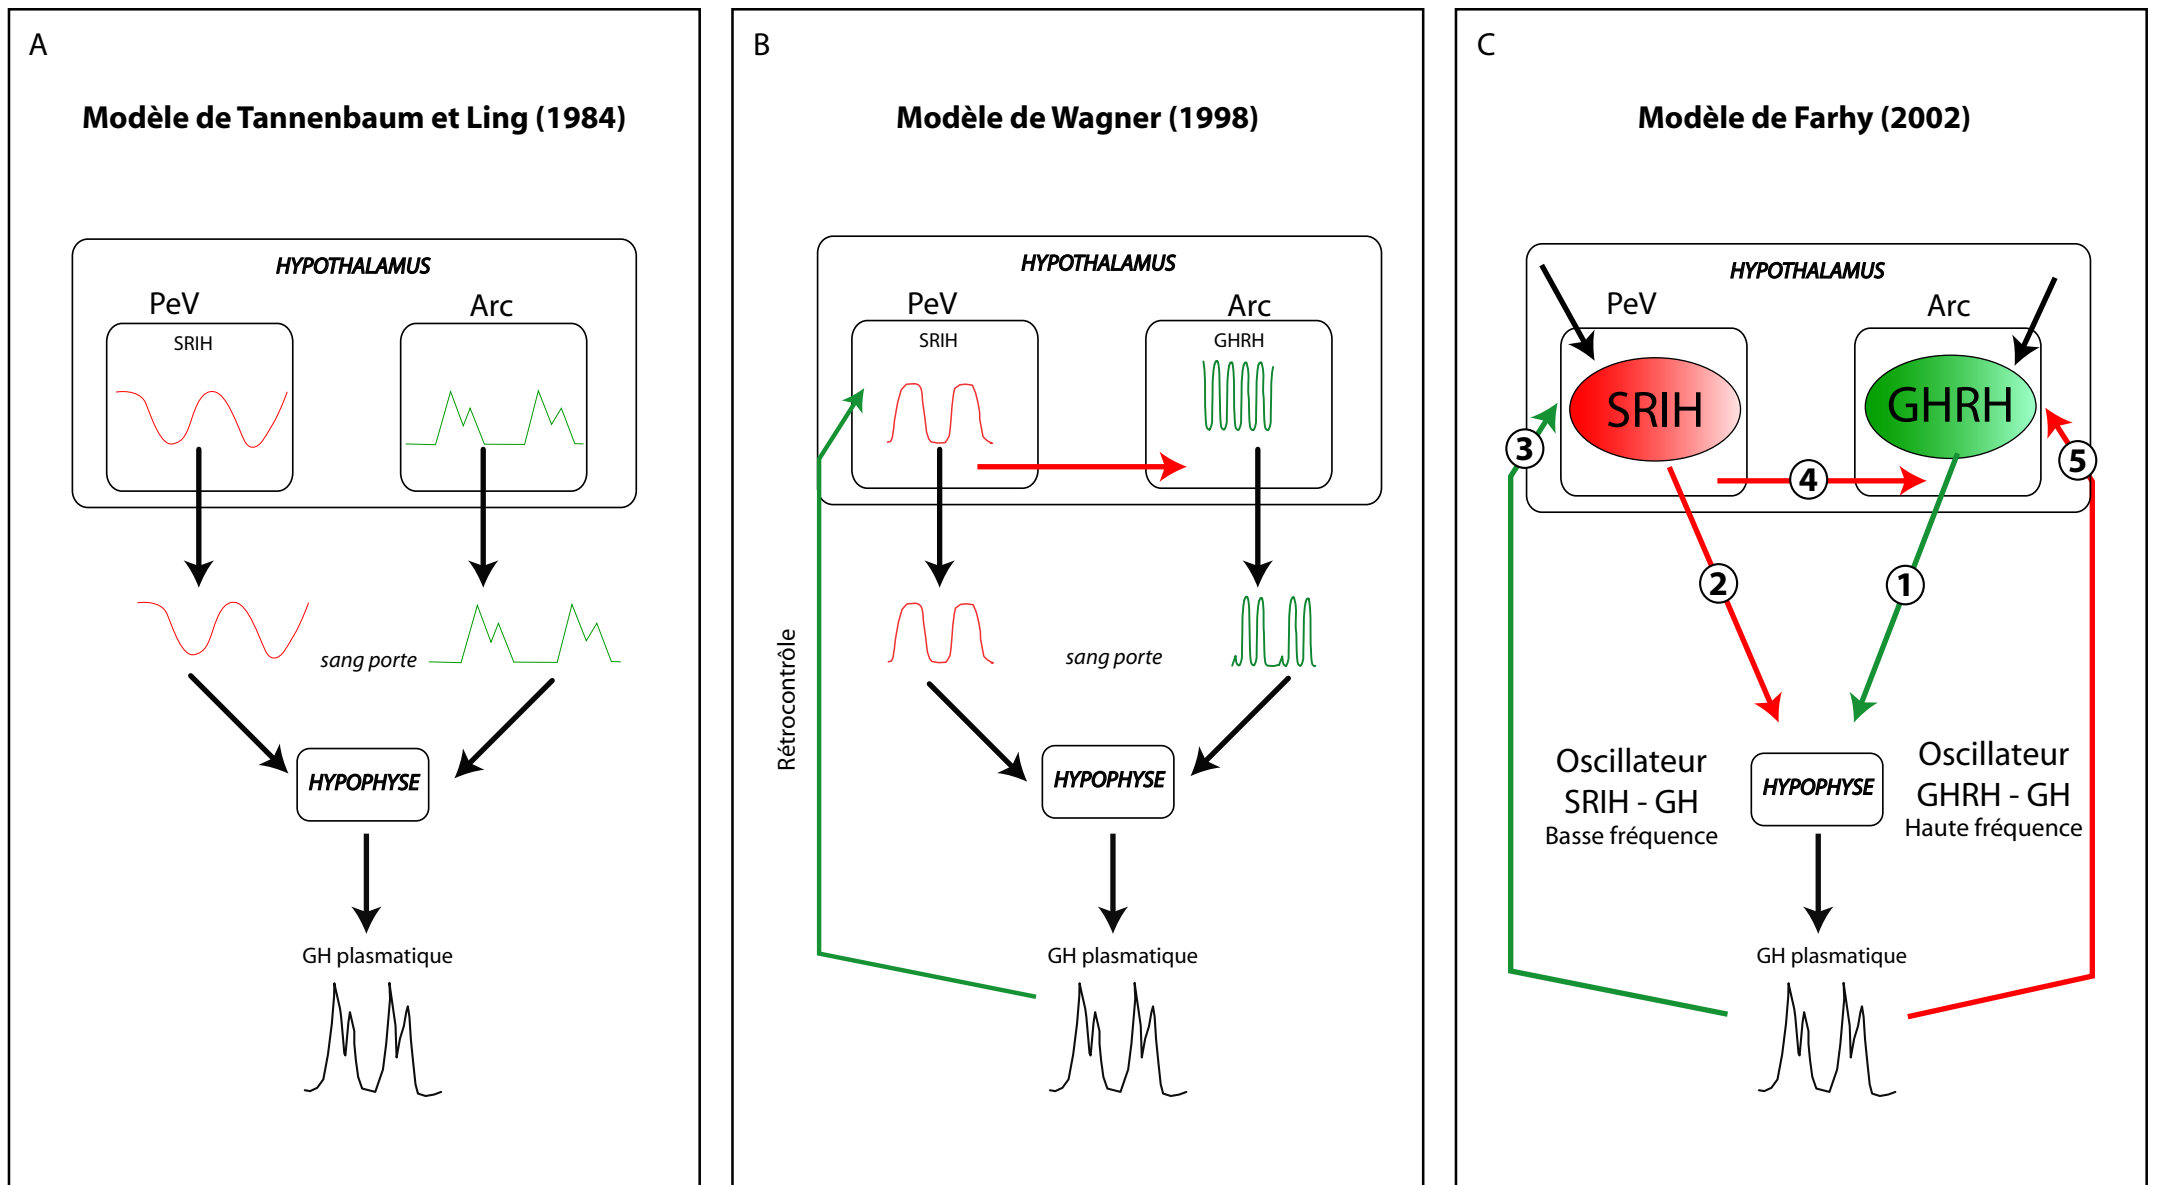 A
Modèle de Tannenbaum et Ling (1984)
HYPOTHALAMUS
PeV
Arc
SRIH
sang porte
HYPOPHYSE
GH plasmatique
B
Modèle de Wagner (1998)
HYPOTHALAMUS
PeV
Arc
SRIH
GHRH
Rétrocontrôle
sang porte
HYPOPHYSE
GH plasmatique
C
Modèle de Farhy (2002)
HYPOTHALAMUS
PeV
Arc
SRIH
GHRH
3
4
5
2
1
Oscillateur
SRIH - GH
Basse fréquence
HYPOPHYSE
Oscillateur
GHRH - GH
Haute fréquence
GH plasmatique